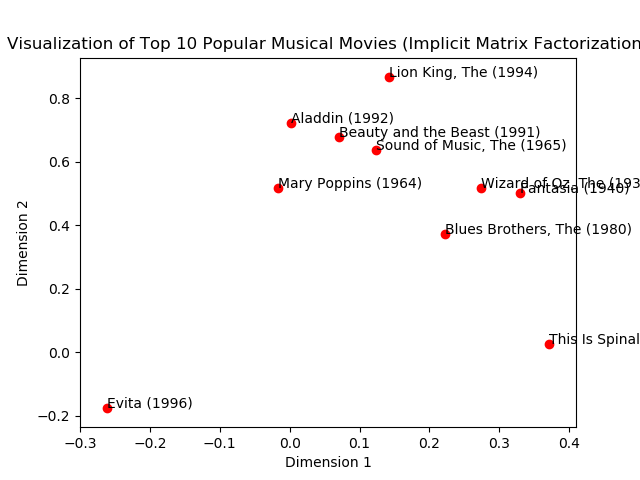 Visualization of Top 10 Popular Musical Movies (Implicit Matrix Factorization
Lion King, The (1994)
Aladdin (1992)
Beauty and the Beast (1991)
Sound of Music, The (1965)
Mary Poppins (1964)
Wizard of Oz, The (193
Fantasia (1940)
Blues Brothers, The (1980)
This Is Spinal
Evita (1996)
0.8
0.6
0.4
0.2
0.0
−0.2
Dimension 2
−0.3 −0.2 −0.1 0.0 0.1 0.2 0.3 0.4
Dimension 1